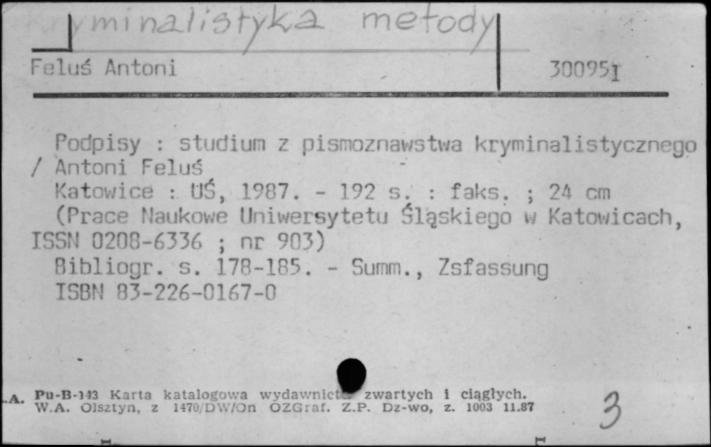 kryminalistyka metody
Feluś Antoni 300951
Podpisy : studium z pismoznawstwa kryminalistycznego
/ Antoni Feluś
Katowice : UŚ, 1987. - 192 s. : faks. ; 24 cm
(Prace Naukowe Uniwersytetu Śląskiego w Katowicach,
ISSN 0208-6336 ; nr 903)
Bibliogr. s. 178-185. - Summ., Zsfassung
ISBN 83-226-0167-0
Pu-B-143 Karta katalogowa wydawnictw zwartych i ciągłych.
W.A. Olsztyn, z 1470/DW/On OZGraf. Z.P. Dz-wo, z. 1003 11.87
3